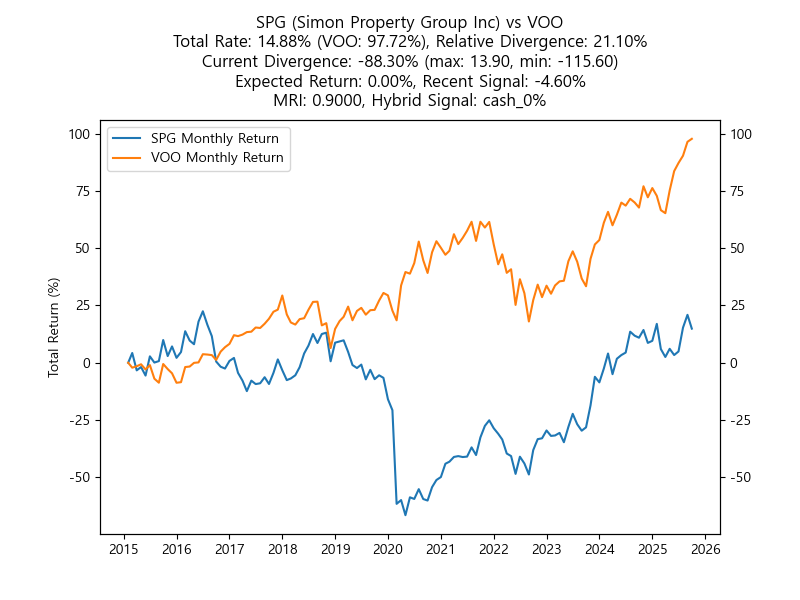 SPG (Simon Property Group Inc) vs VOO
Total Rate: 14.88% (VOO: 97.72%), Relative Divergence: 21.10%
Current Divergence: -88.30% (max: 13.90, min: -115.60)
Expected Return: 0.00%, Recent Signal: -4.60%
MRI: 0.9000, Hybrid Signal: cash_0%
SPG Monthly Return
VOO Monthly Return
Total Return (%)
100 100
75 75
50 50
25 25
0 0
-25 -25
-50 -50
2015 2016 2017 2018 2019 2020 2021 2022 2023 2024 2025 2026